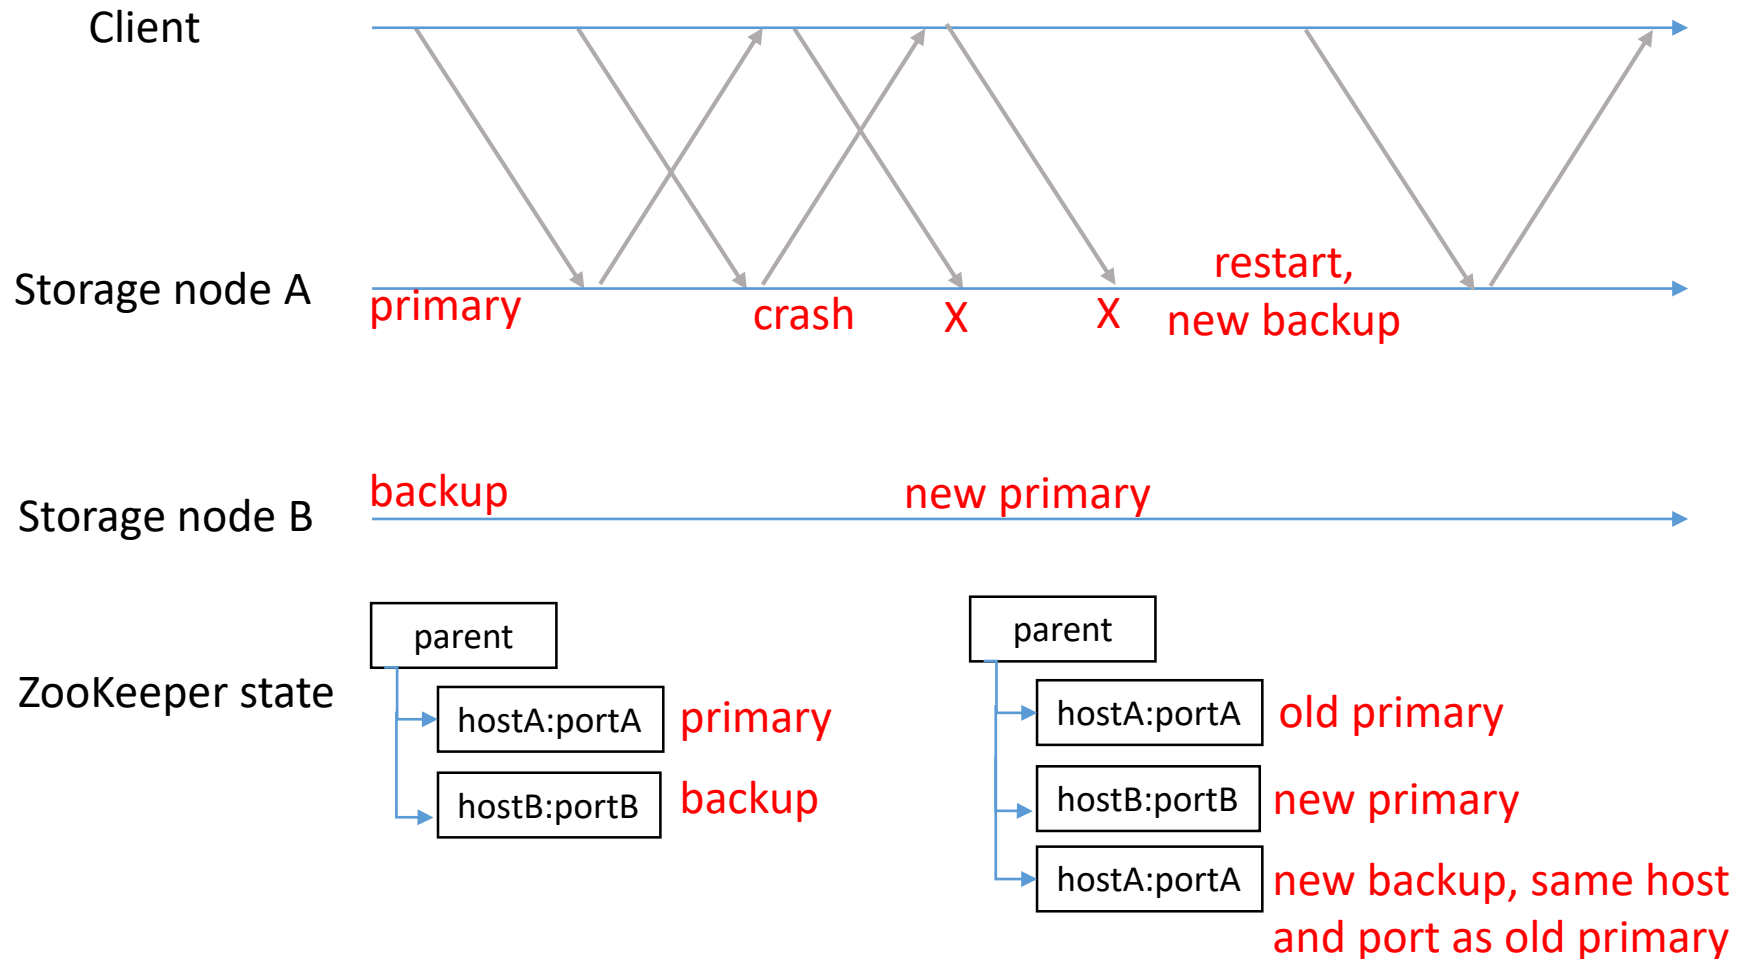 Client
Storage node A
primary
crash
X
X
restart,
new backup
Storage node B
backup
new primary
ZooKeeper state
parent
hostA:portA
primary
hostB:portB
backup
parent
hostA:portA
old primary
hostB:portB
new primary
hostA:portA
new backup, same host
and port as old primary